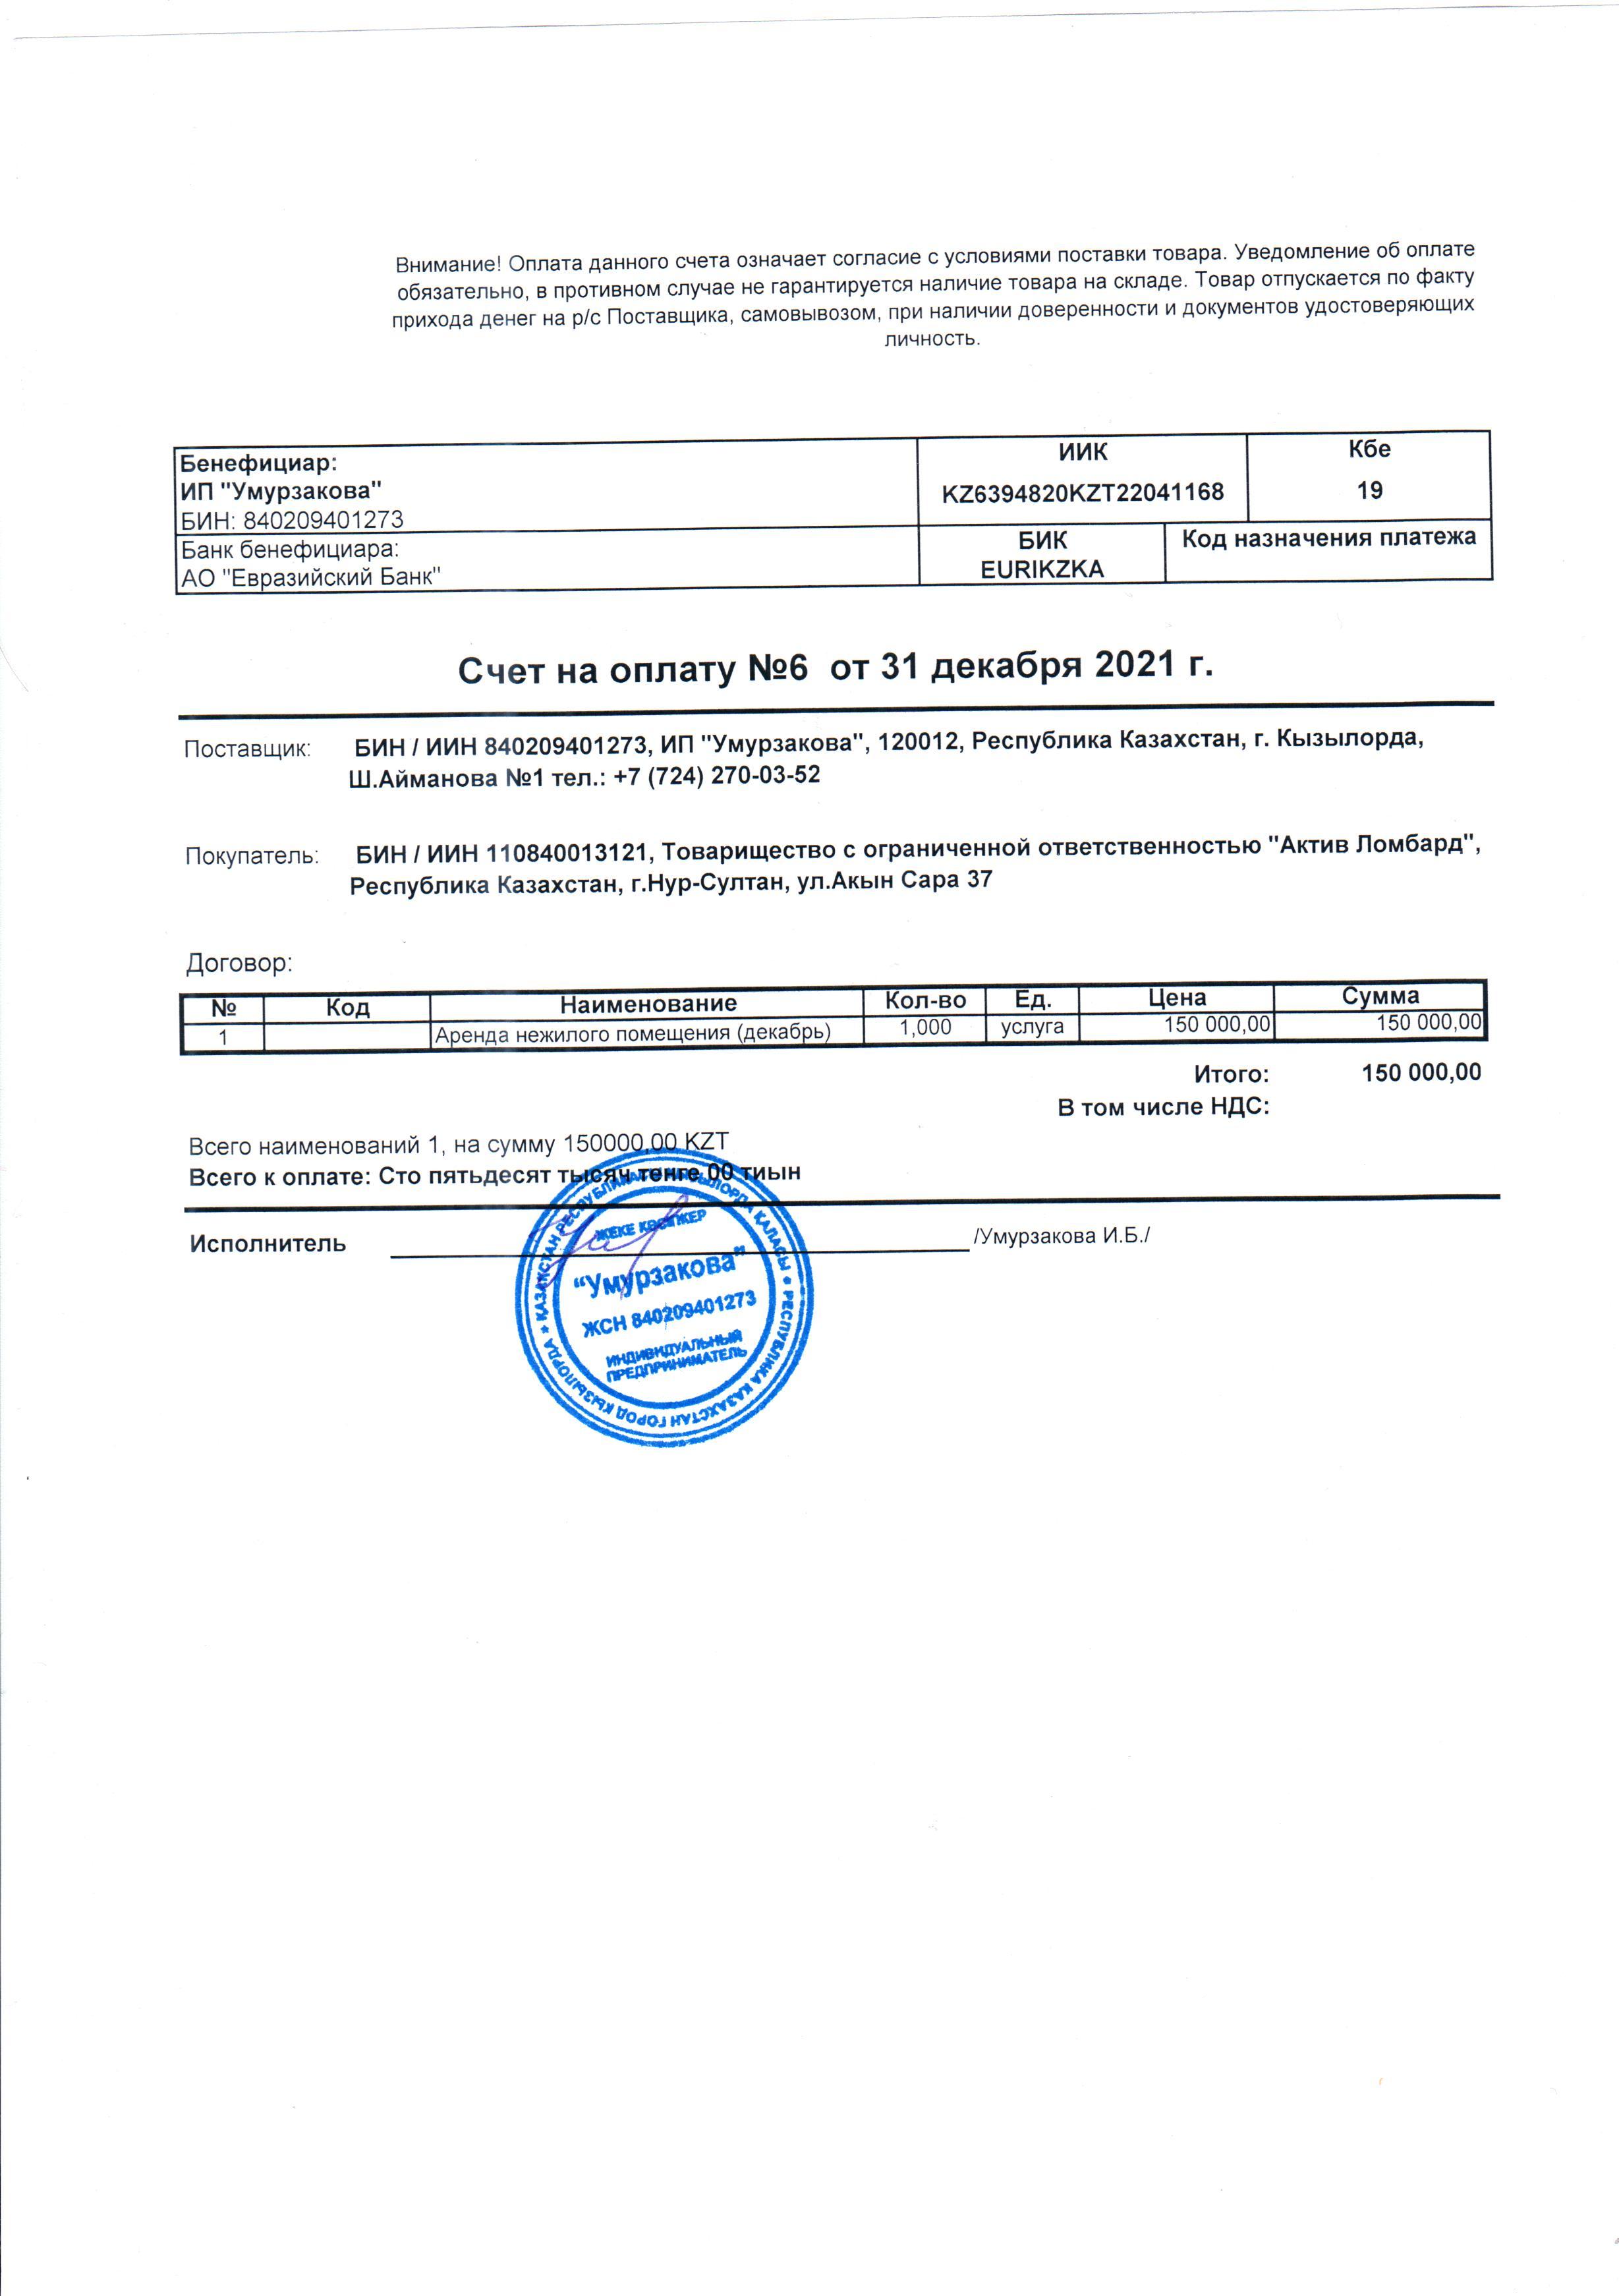 Внимание! Оплата данного счета означает согласие с условиями поставки товара. Уведомление об оплате
обязательно, в противном случае не гарантируется наличие товара на складе. Товар отпускается по факту
прихода денег на р/с Поставщика, самовывозом, при наличии доверенности и документов удостоверяющих
личность.
Бенефициар:
ИП "Умурзакова"
БИН: 840209401273
ИИК
KZ6394820KZT22041168
Кбе
19
Банк бенефициара:
АО "Евразийский Банк"
БИК
EURIKZKA
Код назначения платежа
Счет на оплату №6 от 31 декабря 2021 г.
Поставщик: БИН / ИИН 840209401273, ИП "Умурзакова", 120012, Республика Казахстан, г. Кызылорда,
Ш.Айманова №1 тел.: +7 (724) 270-03-52
Покупатель: БИН / ИИН 110840013121, Товарищество с ограниченной ответственностью "Актив Ломбард",
Республика Казахстан, г.Нур-Султан, ул.Акын Сара 37
Договор:
№ Код Наименование Кол-во Ед. Цена Сумма
1 Аренда нежилого помещения (декабрь) 1,000 услуга 150 000,00 150 000,00
Итого: 150 000,00
В том числе НДС:
Всего наименований 1, на сумму 150000,00 KZT
Всего к оплате: Сто пятьдесят тысяч тенге 00 тиын
Исполнитель /Умурзакова И.Б./
ҚАЗАҚСТАН РЕСПУБЛИКАСЫ ҚЫЗЫЛОРДА ҚАЛАСЫ
РЕСПУБЛИКА КАЗАХСТАН ГОРОД КЫЗЫЛОРДА
ЖЕКЕ КӘСІПКЕР
"Умурзакова"
ЖСН 840209401273
ИНДИВИДУАЛЬНЫЙ
ПРЕДПРИНИМАТЕЛЬ